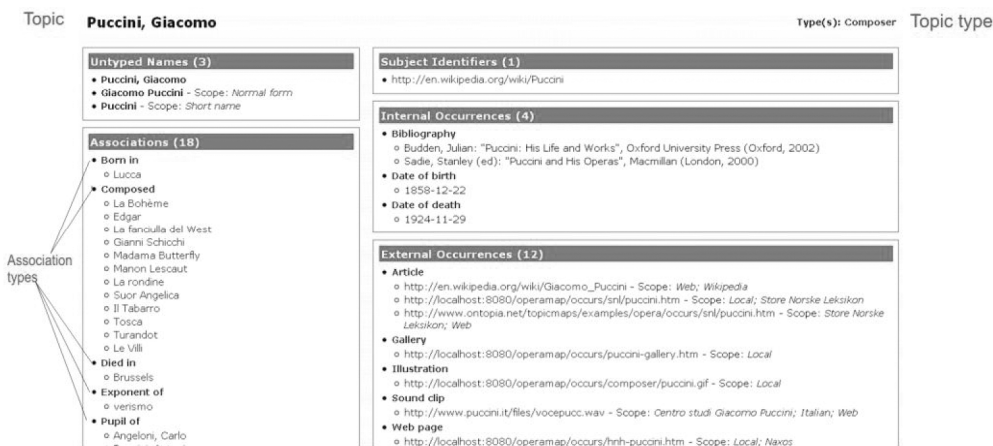 Topic
Puccini, Giacomo
Type(s): Composer
Topic type
Untyped Names (3)
• Puccini, Giacomo
• Giacomo Puccini - Scope: Normal form
• Puccini - Scope: Short name
Associations (18)
• Born in
o Lucca
• Composed
o La Bohème
o Edgar
o La fanciulla del West
o Gianni Schicchi
o Madama Butterfly
o Manon Lescaut
o La rondine
o Suor Angelica
o Il Tabarro
o Tosca
o Turandot
o Le Villi
• Died in
o Brussels
• Exponent of
o verismo
• Pupil of
o Angeloni, Carlo
Association
types
Subject Identifiers (1)
• http://en.wikipedia.org/wiki/Puccini
Internal Occurrences (4)
• Bibliography
o Budden, Julian: "Puccini: His Life and Works", Oxford University Press (Oxford, 2002)
o Sadie, Stanley (ed): "Puccini and His Operas", Macmillan (London, 2000)
• Date of birth
o 1858-12-22
• Date of death
o 1924-11-29
External Occurrences (12)
• Article
o http://en.wikipedia.org/wiki/Giacomo_Puccini - Scope: Web; Wikipedia
o http://localhost:8080/operamap/occurs/snl/puccini.htm - Scope: Local; Store Norske Leksikon
o http://www.ontopia.net/topicmaps/examples/opera/occurs/snl/puccini.htm - Scope: Store Norske
Leksikon; Web
• Gallery
o http://localhost:8080/operamap/occurs/puccini-gallery.htm - Scope: Local
• Illustration
o http://localhost:8080/operamap/occurs/composer/puccini.gif - Scope: Local
• Sound clip
o http://www.puccini.it/files/vocepucc.wav - Scope: Centro studi Giacomo Puccini; Italian; Web
• Web page
o http://localhost:8080/operamap/occurs/hnh-puccini.htm - Scope: Local; Naxos